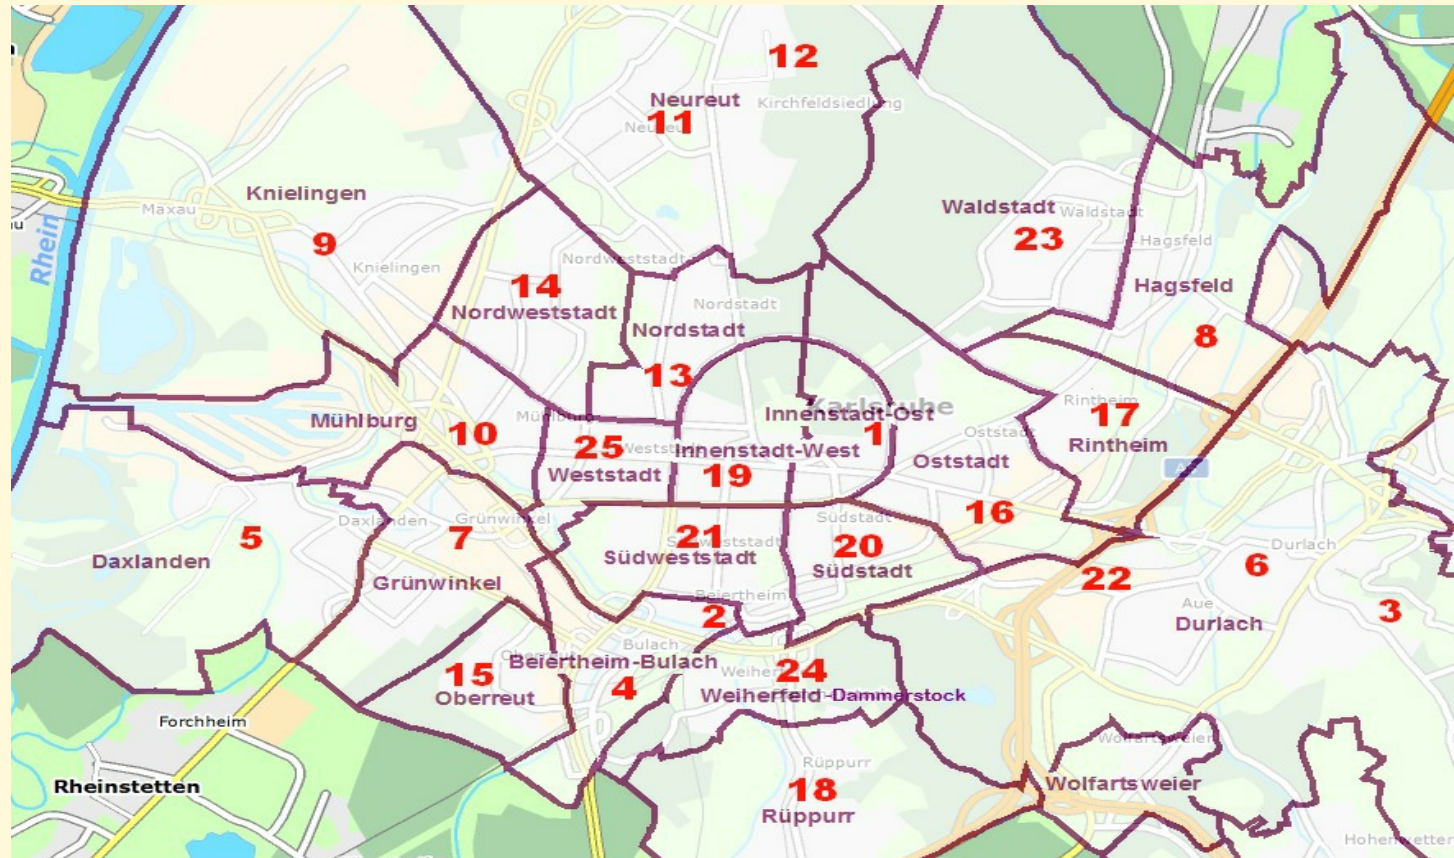 12
Neureut
Kirchfeldsiedlung
11
Knielingen
Maxau
Waldstadt
Waldstadt
23
Hagsfeld
9
Rhein
Knielingen
Nordweststadt
14
Nordweststadt
Nordstadt
Nordstadt
Hagsfeld
8
13
Mühlburg
10
Mühlburg
25
Weststadt
Weststadt
Innenstadt-Ost
Karlsruhe
1
Innenstadt-West
19
Oststadt
Oststadt
Rintheim
17
Rintheim
16
5
Daxlanden
Daxlanden
7
Grünwinkel
Grünwinkel
21
Südweststadt
Südstadt
20
Südstadt
22
6
Durlach
3
Aue
Durlach
Beiertheim
2
Bulach
Beiertheim-Bulach
15
Oberreut
4
24
Weiherfeld-Dammerstock
Forchheim
Rheinstetten
Rüppurr
18
Rüppurr
Wolfartsweier
Wolfartsweier